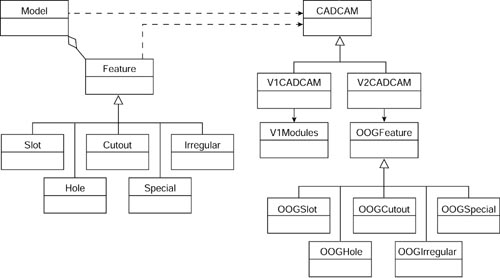 Model
CADCAM
Feature
V1CADCAM
V2CADCAM
V1Modules
OOGFeature
Slot
Cutout
Irregular
Hole
Special
OOGSlot
OOGCutout
OOGSpecial
OOGHole
OOGIrregular